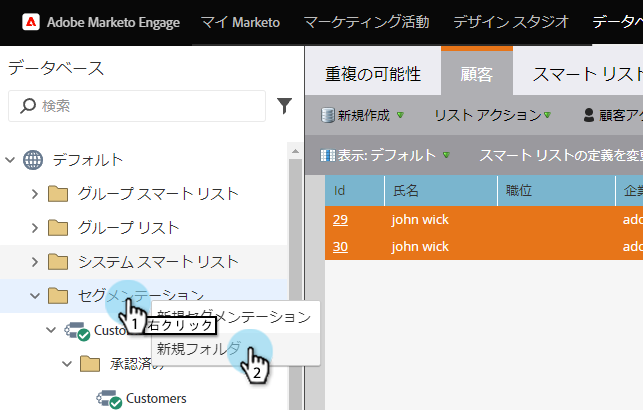 Adobe Marketo Engage マイ Marketo マーケティング活動 デザイン スタジオ データベ
データベース
検索
デフォルト
グループ スマート リスト
グループ リスト
システム スマート リスト
セグメンテーション
1
右クリック
新規セグメンテーション
新規フォルダ
2
Custom
承認済み
Customers
重複の可能性 顧客 スマート リスト
新規作成 リスト アクション 顧客ア
表示: デフォルト スマート リストの定義を変
Id 氏名 職位 企業
29 john wick ado
30 john wick ado